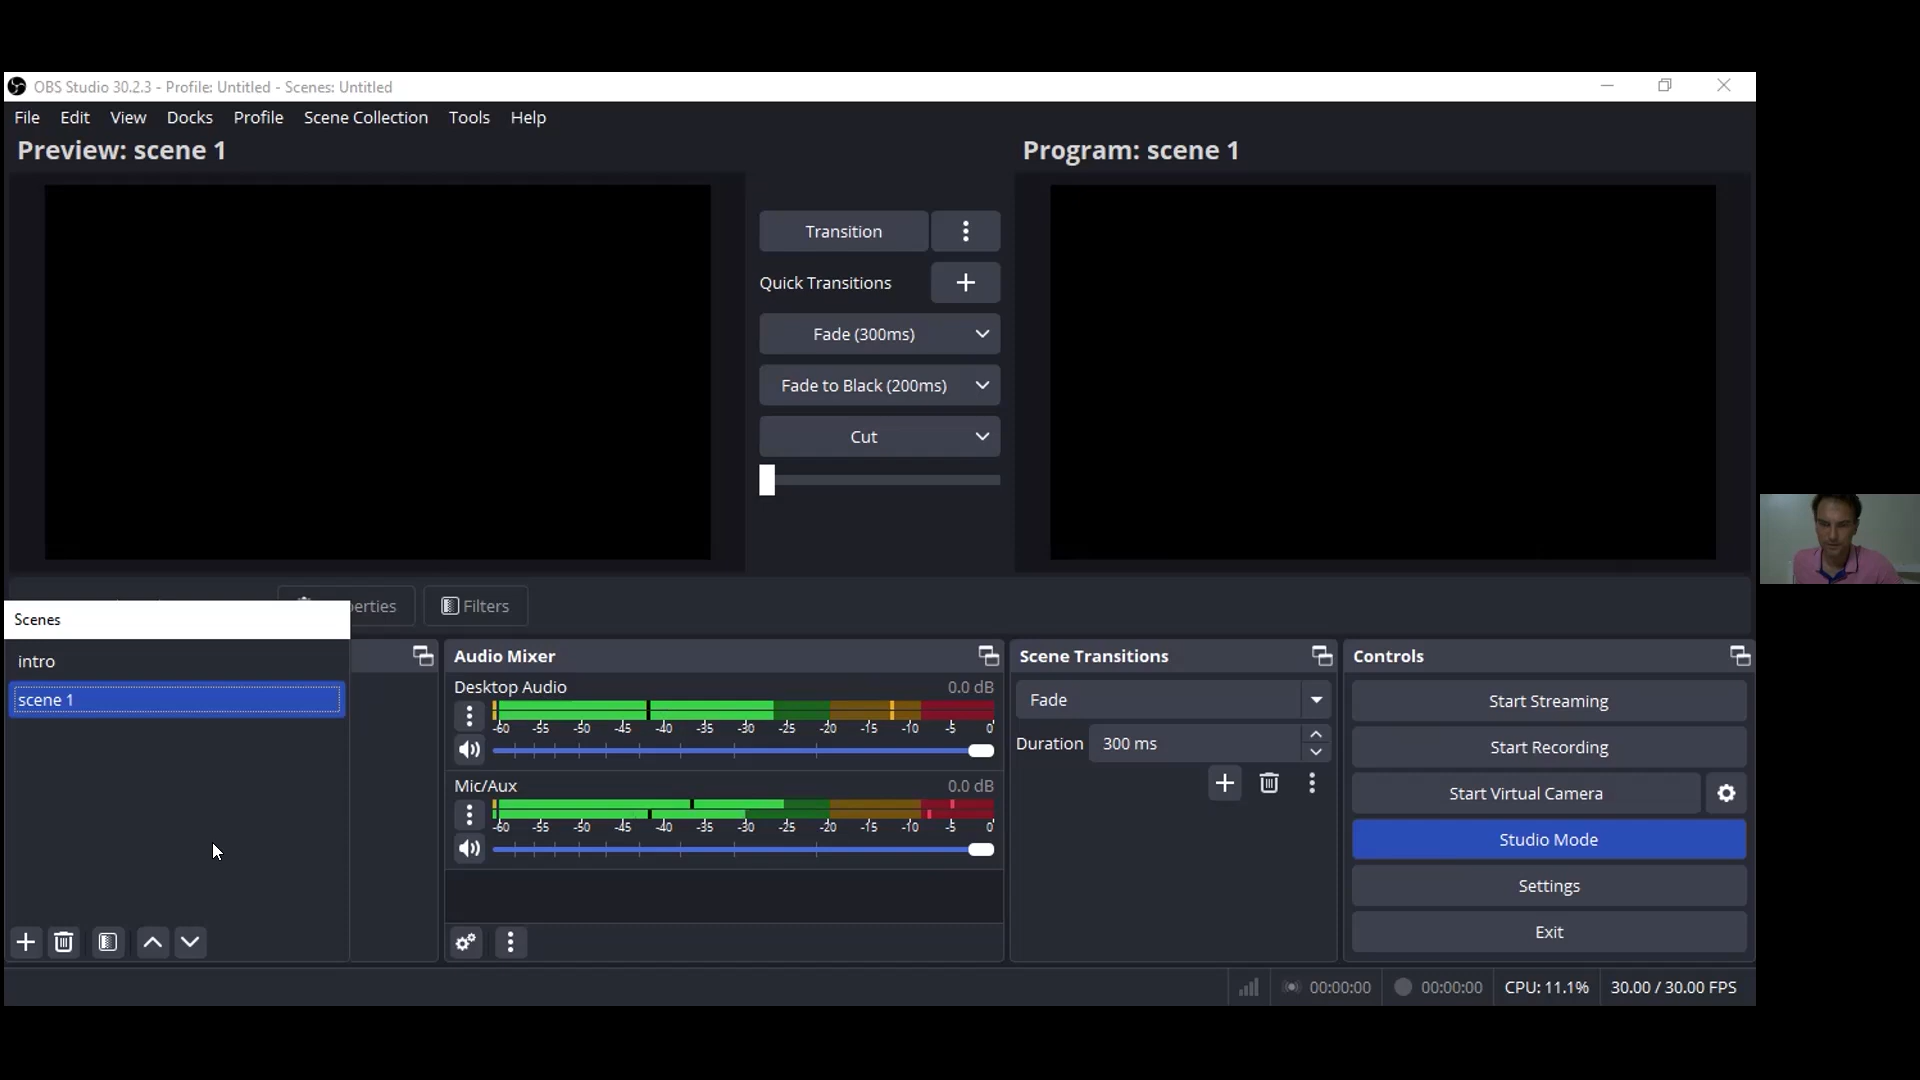 OBS Studio 30.2.3 - Profile: Untitled - Scenes: Untitled
File Edit View Docks Profile Scene Collection Tools Help
Preview: scene 1
Program: scene 1
Transition
Quick Transitions
Fade (300ms)
Fade to Black (200ms)
Cut
Filters
Scenes
intro
scene 1
Audio Mixer
Desktop Audio 0.0 dB
-60 -55 -50 -45 -40 -35 -30 -25 -20 -15 -10 -5 0
Mic/Aux 0.0 dB
-60 -55 -50 -45 -40 -35 -30 -25 -20 -15 -10 -5 0
Scene Transitions
Fade
Duration 300 ms
Controls
Start Streaming
Start Recording
Start Virtual Camera
Studio Mode
Settings
Exit
00:00:00 00:00:00 CPU: 11.1% 30.00 / 30.00 FPS